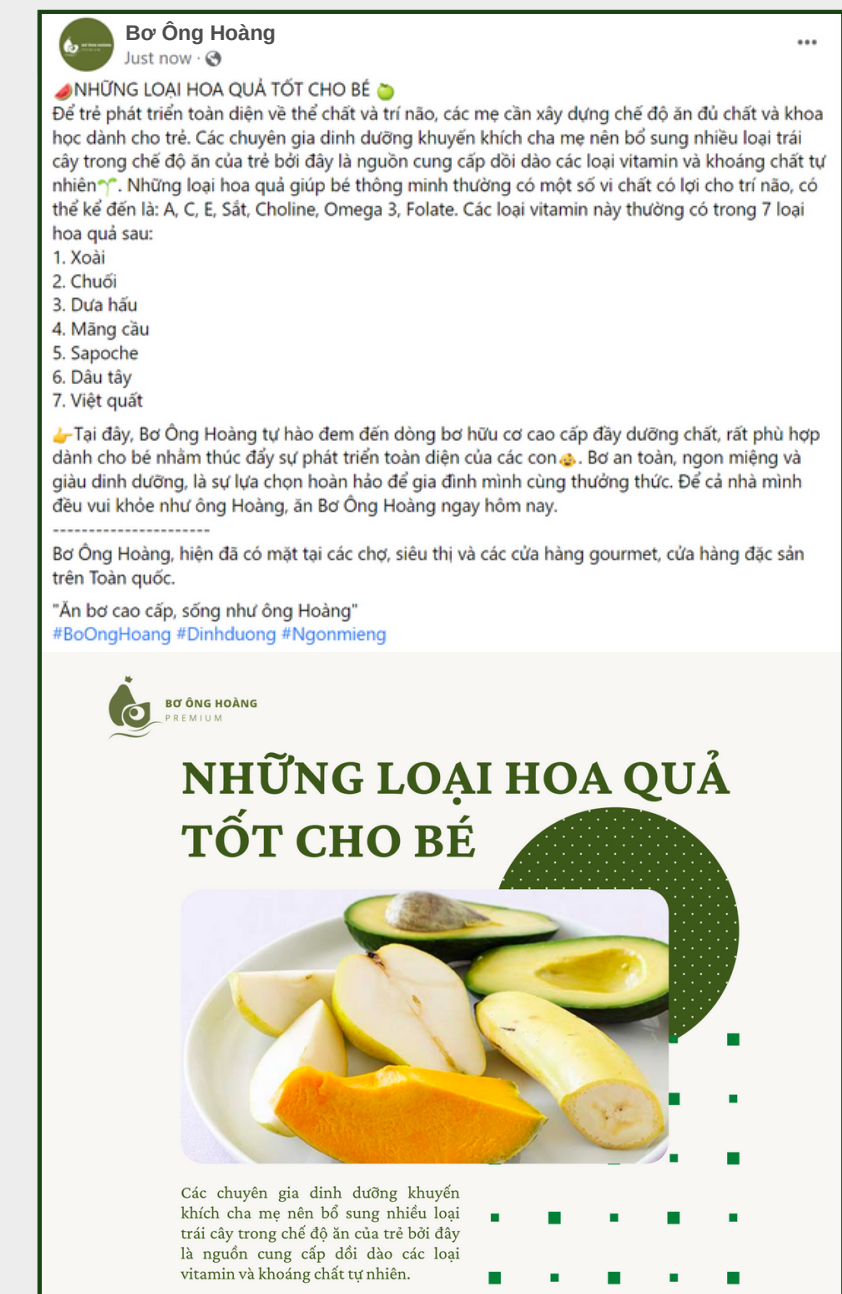 Bơ Ông Hoàng
Just now ·
🍉NHỮNG LOẠI HOA QUẢ TỐT CHO BÉ 🍏
Để trẻ phát triển toàn diện về thể chất và trí não, các mẹ cần xây dựng chế độ ăn đủ chất và khoa
học dành cho trẻ. Các chuyên gia dinh dưỡng khuyến khích cha mẹ nên bổ sung nhiều loại trái
cây trong chế độ ăn của trẻ bởi đây là nguồn cung cấp dồi dào các loại vitamin và khoáng chất tự
nhiên🌱. Những loại hoa quả giúp bé thông minh thường có một số vi chất có lợi cho trí não, có
thể kể đến là: A, C, E, Sắt, Choline, Omega 3, Folate. Các loại vitamin này thường có trong 7 loại
hoa quả sau:
1. Xoài
2. Chuối
3. Dưa hấu
4. Mãng cầu
5. Sapoche
6. Dâu tây
7. Việt quất
👉Tại đây, Bơ Ông Hoàng tự hào đem đến dòng bơ hữu cơ cao cấp đầy dưỡng chất, rất phù hợp
dành cho bé nhằm thúc đẩy sự phát triển toàn diện của các con👶. Bơ an toàn, ngon miệng và
giàu dinh dưỡng, là sự lựa chọn hoàn hảo để gia đình mình cùng thưởng thức. Để cả nhà mình
đều vui khỏe như ông Hoàng, ăn Bơ Ông Hoàng ngay hôm nay.
----------------------
Bơ Ông Hoàng, hiện đã có mặt tại các chợ, siêu thị và các cửa hàng gourmet, cửa hàng đặc sản
trên Toàn quốc.
"Ăn bơ cao cấp, sống như ông Hoàng"
#BoOngHoang #Dinhduong #Ngonmieng
BƠ ÔNG HOÀNG
PREMIUM
NHỮNG LOẠI HOA QUẢ
TỐT CHO BÉ
Các chuyên gia dinh dưỡng khuyến
khích cha mẹ nên bổ sung nhiều loại
trái cây trong chế độ ăn của trẻ bởi đây
là nguồn cung cấp dồi dào các loại
vitamin và khoáng chất tự nhiên.